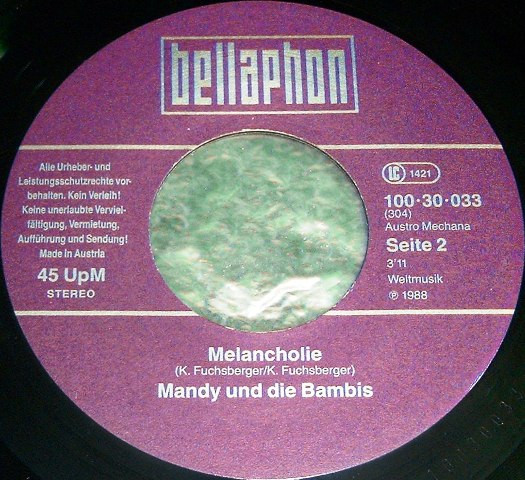 bellaphon
Alle Urheber- und
Leistungsschutzrechte vor-
behalten. Kein Verleih!
Keine unerlaubte Verviel-
fältigung, Vermietung,
Aufführung und Sendung!
Made in Austria
45 UpM
STEREO
LC 1421
100·30·033
(304)
Austro Mechana
Seite 2
3'11
Weltmusik
℗ 1988
Melancholie
(K. Fuchsberger/K. Fuchsberger)
Mandy und die Bambis